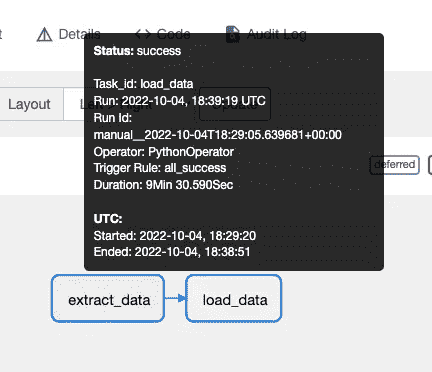 Details <> Code Audit Log
Status: success
Task_id: load_data
Run: 2022-10-04, 18:39:19 UTC
Run Id:
manual__2022-10-04T18:29:05.639681+00:00
Operator: PythonOperator
Trigger Rule: all_success
Duration: 9Min 30.590Sec
UTC:
Started: 2022-10-04, 18:29:20
Ended: 2022-10-04, 18:38:51
Layout
Update
deferred
extract_data
load_data